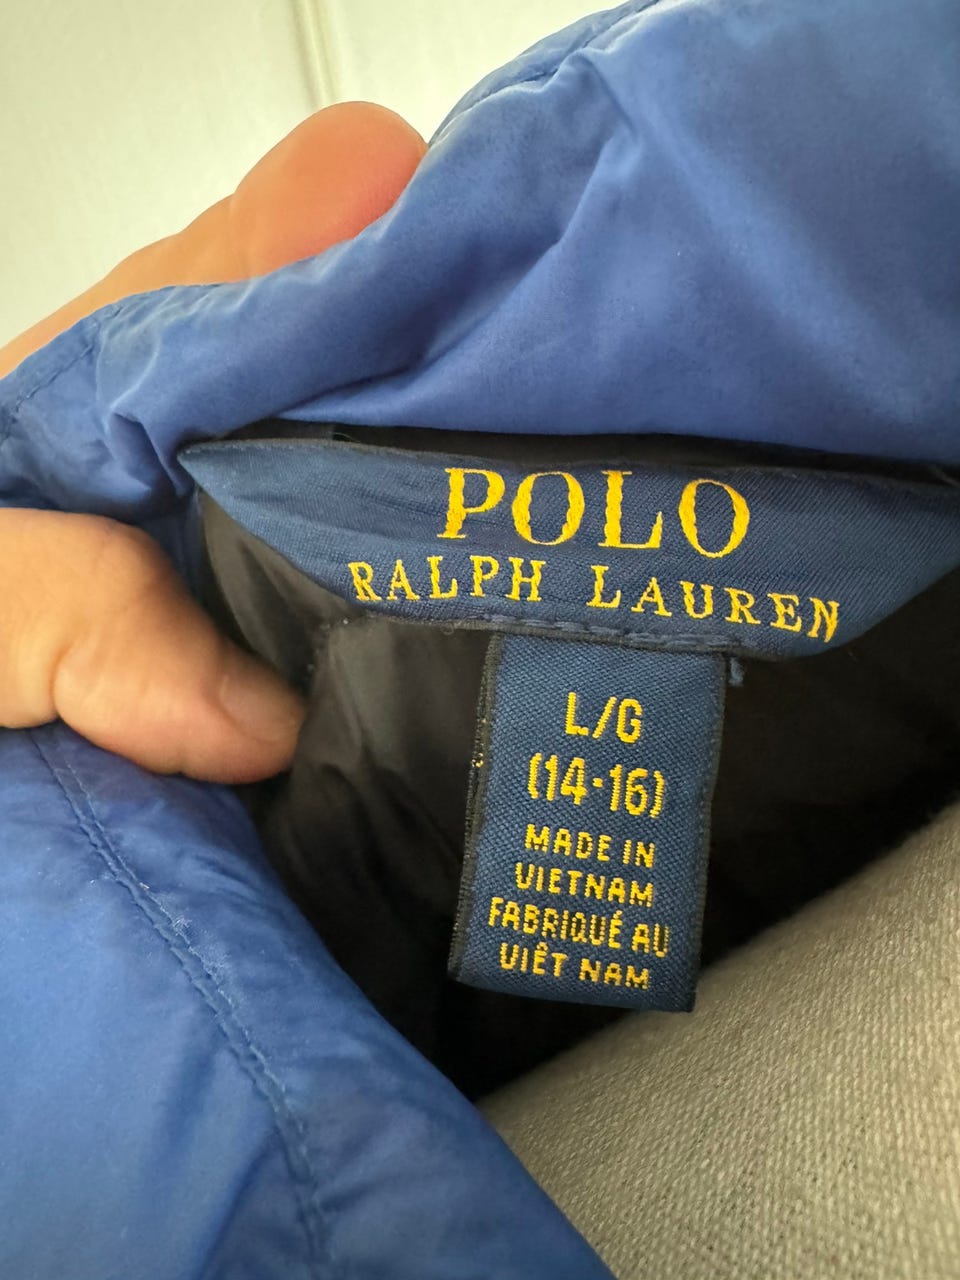 POLO
RALPH LAUREN
L/G
(14-16)
MADE IN
VIETNAM
FABRIQUÉ AU
VIÊT NAM